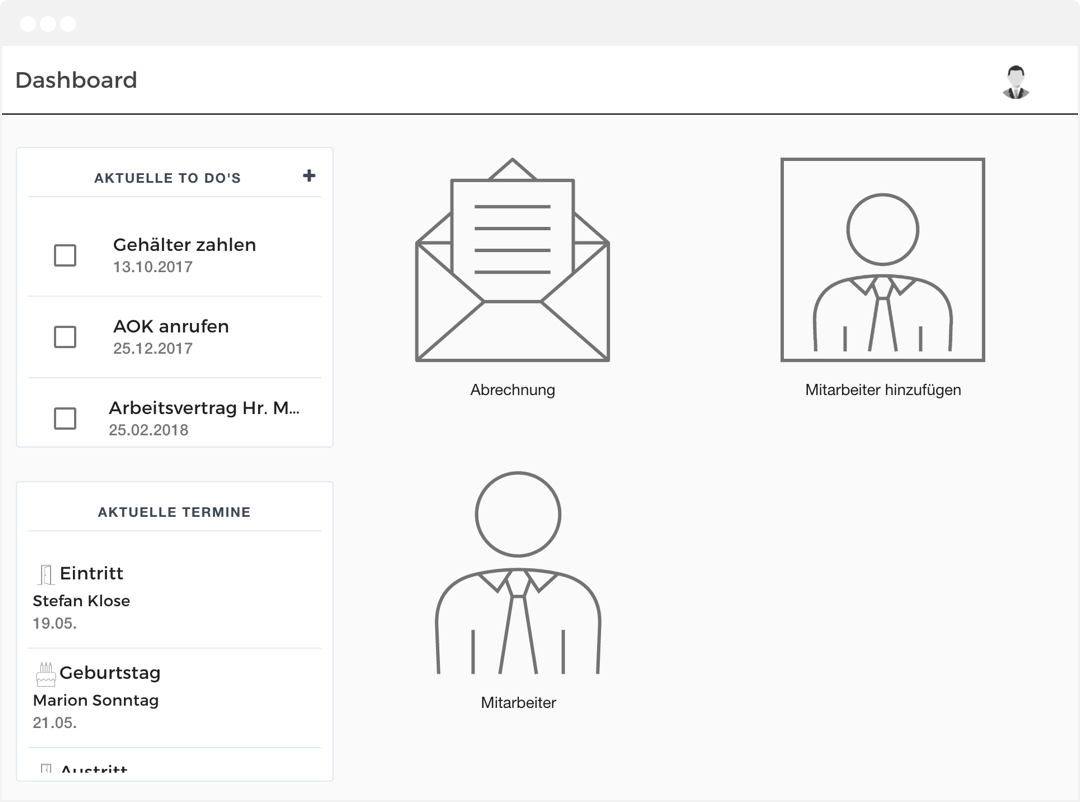 Dashboard
AKTUELLE TO DO'S
Gehälter zahlen
13.10.2017
AOK anrufen
25.12.2017
Arbeitsvertrag Hr. M...
25.02.2018
AKTUELLE TERMINE
Eintritt
Stefan Klose
19.05.
Geburtstag
Marion Sonntag
21.05.
Austritt
Abrechnung
Mitarbeiter hinzufügen
Mitarbeiter